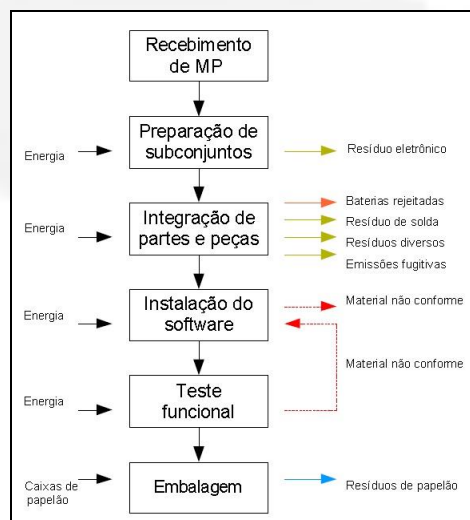 Recebimento
de MP
Energia
Preparação de
subconjuntos
Resíduo eletrônico
Energia
Integração de
partes e peças
Baterias rejeitadas
Resíduo de solda
Resíduos diversos
Emissões fugitivas
Energia
Instalação do
software
Material não conforme
Material não conforme
Energia
Teste
funcional
Caixas de
papelão
Embalagem
Resíduos de papelão